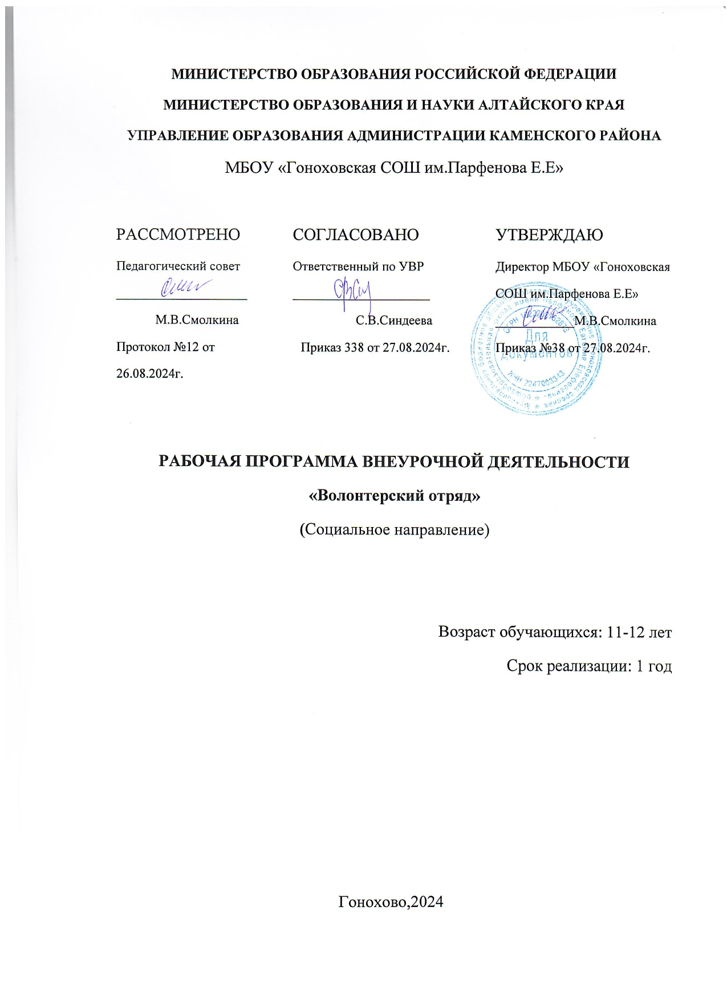 МИНИСТЕРСТВО ОБРАЗОВАНИЯ РОССИЙСКОЙ ФЕДЕРАЦИИ
МИНИСТЕРСТВО ОБРАЗОВАНИЯ И НАУКИ АЛТАЙСКОГО КРАЯ
УПРАВЛЕНИЕ ОБРАЗОВАНИЯ АДМИНИСТРАЦИИ КАМЕНСКОГО РАЙОНА
МБОУ «Гоноховская СОШ им.Парфенова Е.Е»
РАССМОТРЕНО
Педагогический совет
М.В.Смолкина
Протокол №12 от
26.08.2024г.
СОГЛАСОВАНО
Ответственный по УВР
С.В.Синдеева
Приказ 338 от 27.08.2024г.
УТВЕРЖДАЮ
Директор МБОУ «Гоноховская
СОШ им.Парфенова Е.Е»
М.В.Смолкина
Приказ №38 от 27.08.2024г.
Для
документов
ИНН 2247003343
РАБОЧАЯ ПРОГРАММА ВНЕУРОЧНОЙ ДЕЯТЕЛЬНОСТИ
«Волонтерский отряд»
(Социальное направление)
Возраст обучающихся: 11-12 лет
Срок реализации: 1 год
Гонохово,2024